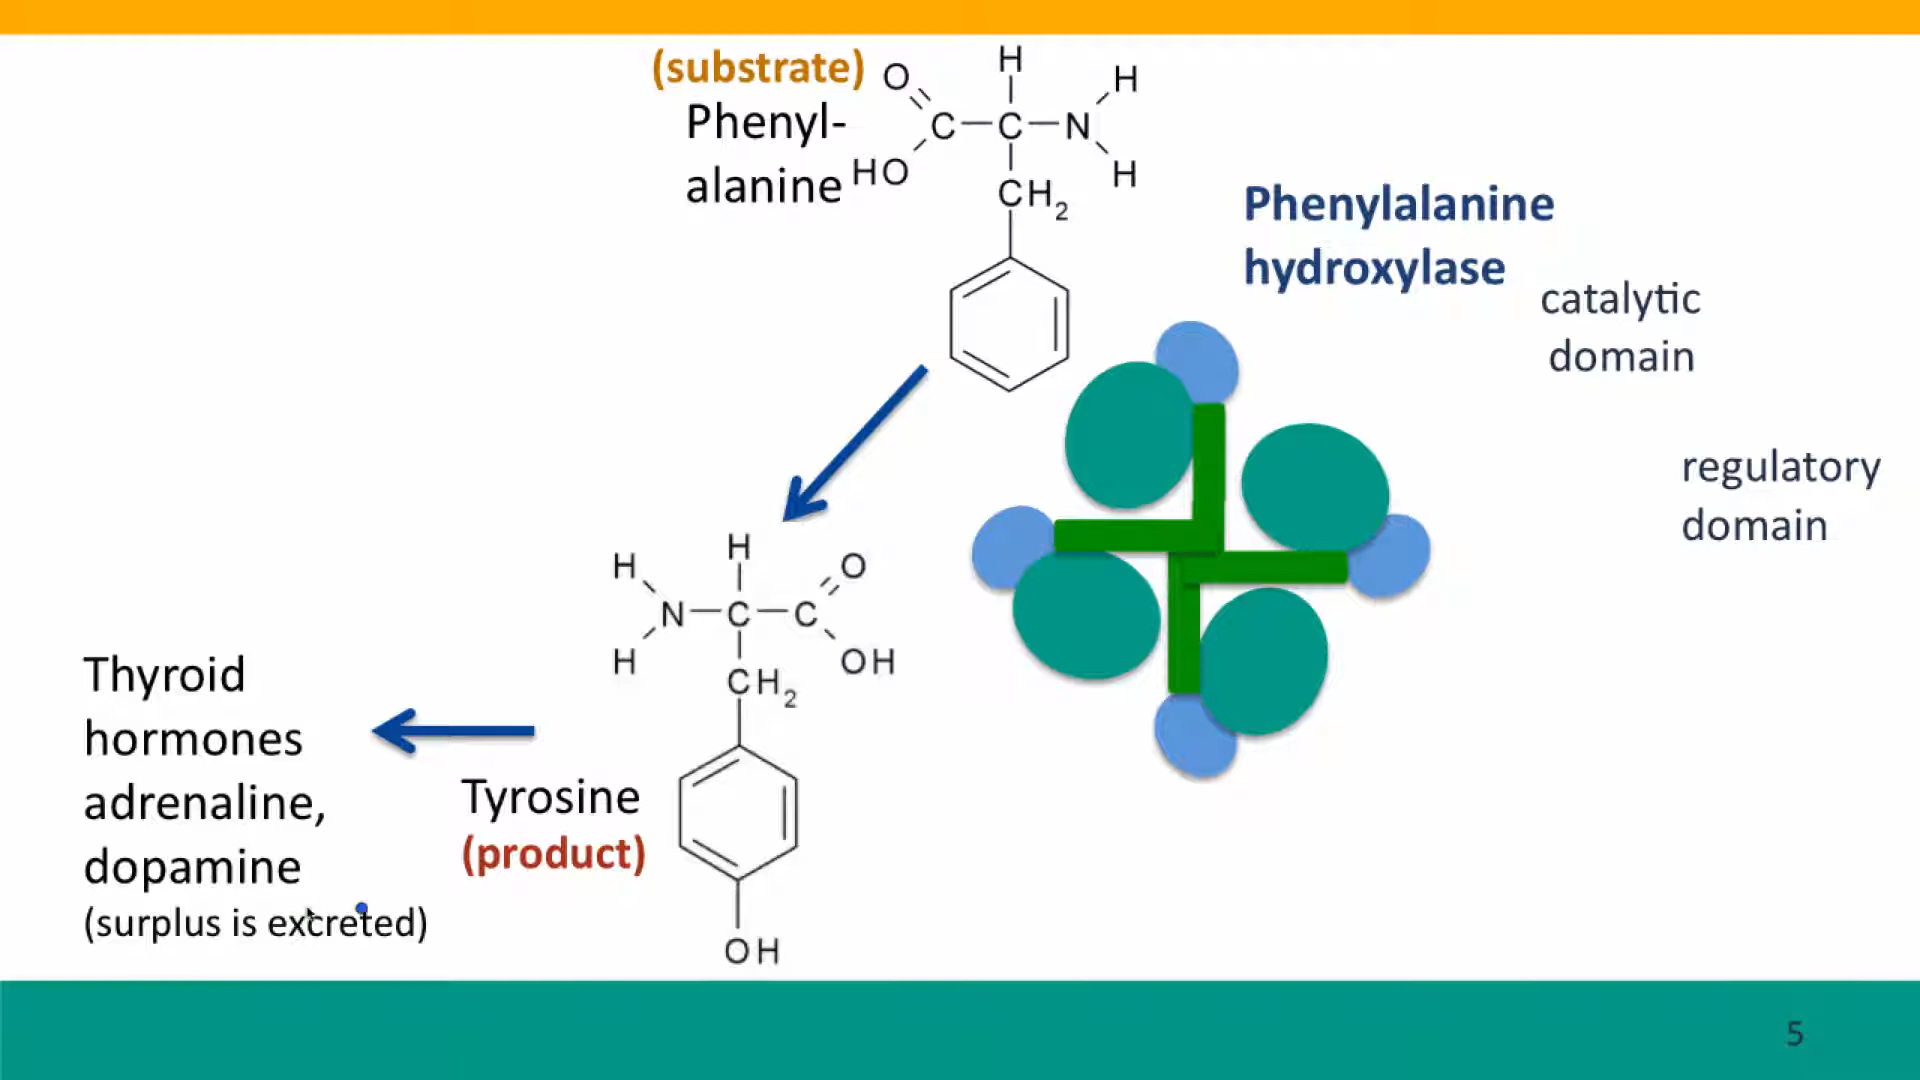 (substrate)
Phenyl-
alanine
O
H
H
C
C
N
HO
H
CH2
Phenylalanine
hydroxylase
catalytic
domain
regulatory
domain
H
H
O
N
C
C
H
OH
CH2
Thyroid
hormones
adrenaline,
dopamine
(surplus is excreted)
Tyrosine
(product)
OH
5